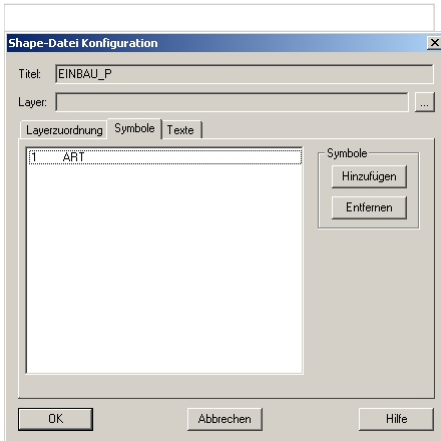 Shape-Datei Konfiguration
Titel: EINBAU_P
Layer: ...
Layerzuordnung Symbole Texte
1 ART
Symbole
Hinzufügen
Entfernen
OK Abbrechen Hilfe